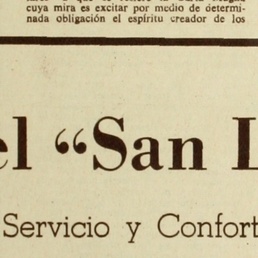 cuya mira es excitar por medio de determi-
nada obligación el espíritu creador de los
el “San L
Servicio y Confort